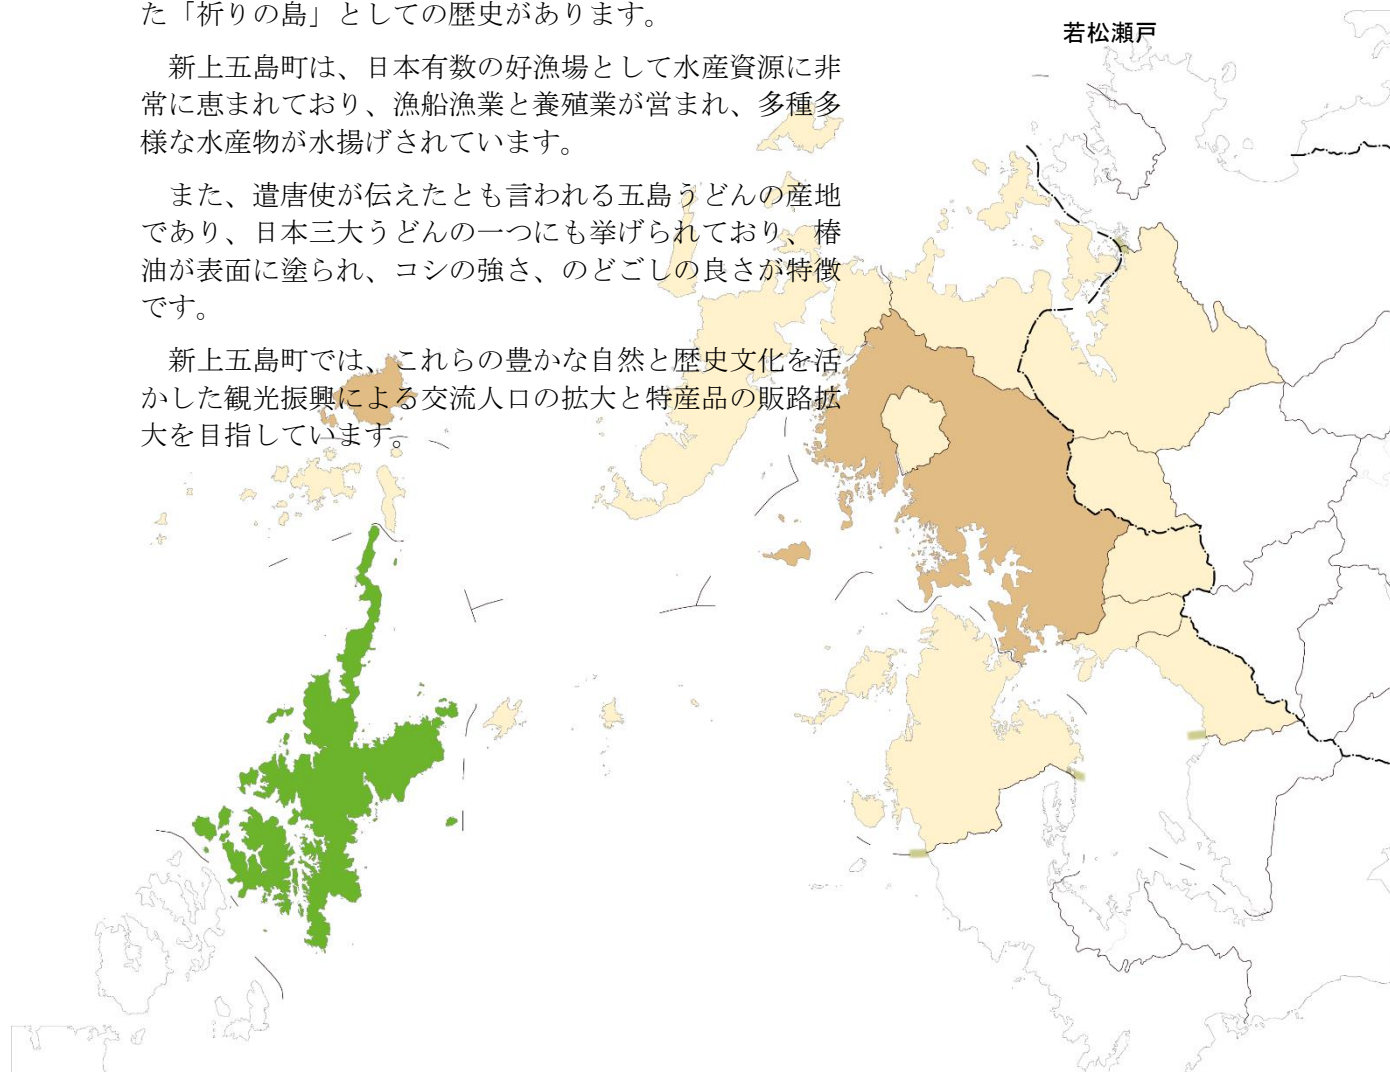 た「祈りの島」としての歴史があります。
新上五島町は、日本有数の好漁場として水産資源に非
常に恵まれており、漁船漁業と養殖業が営まれ、多種多
様な水産物が水揚げされています。
また、遣唐使が伝えたとも言われる五島うどんの産地
であり、日本三大うどんの一つにも挙げられており、椿
油が表面に塗られ、コシの強さ、のどごしの良さが特徴
です。
新上五島町では、これらの豊かな自然と歴史文化を活
かした観光振興による交流人口の拡大と特産品の販路拡
大を目指しています。
若松瀬戸